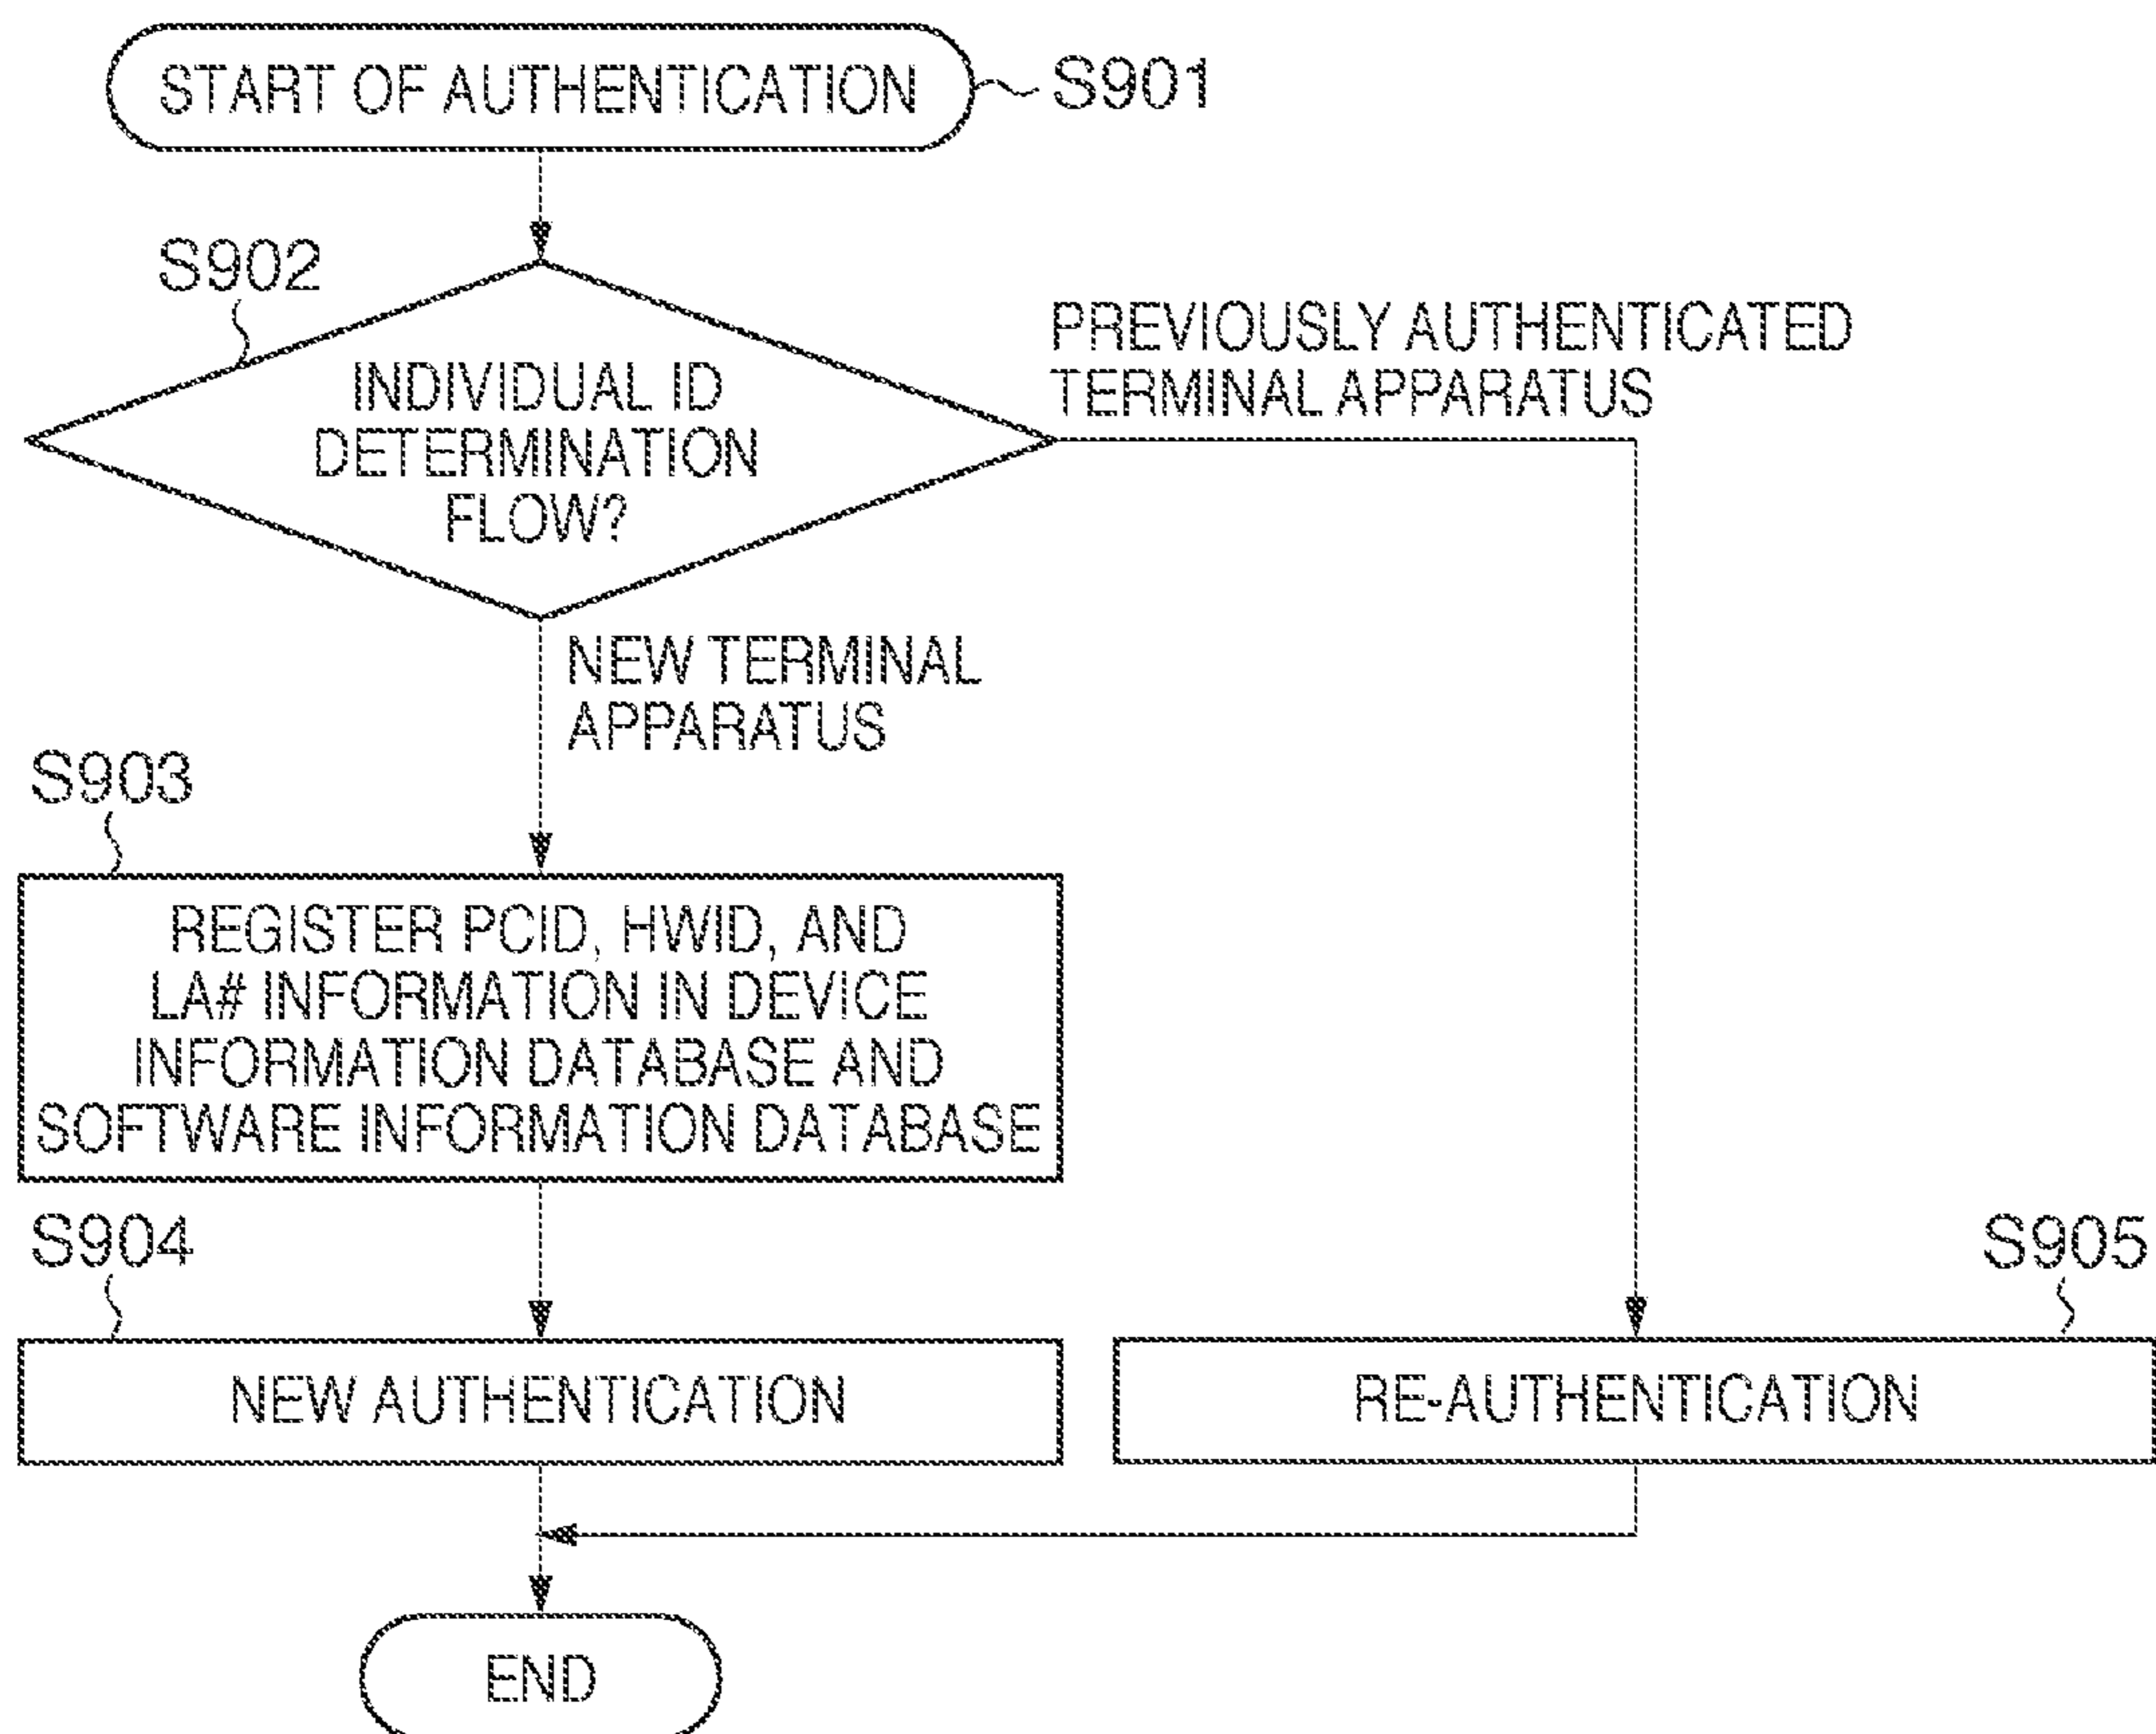 START OF AUTHENTICATION
S901
S902
INDIVIDUAL ID
DETERMINATION
FLOW?
PREVIOUSLY AUTHENTICATED
TERMINAL APPARATUS
NEW TERMINAL
APPARATUS
S903
REGISTER PCID, HWID, AND
LA# INFORMATION IN DEVICE
INFORMATION DATABASE AND
SOFTWARE INFORMATION DATABASE
S904
NEW AUTHENTICATION
S905
RE-AUTHENTICATION
END